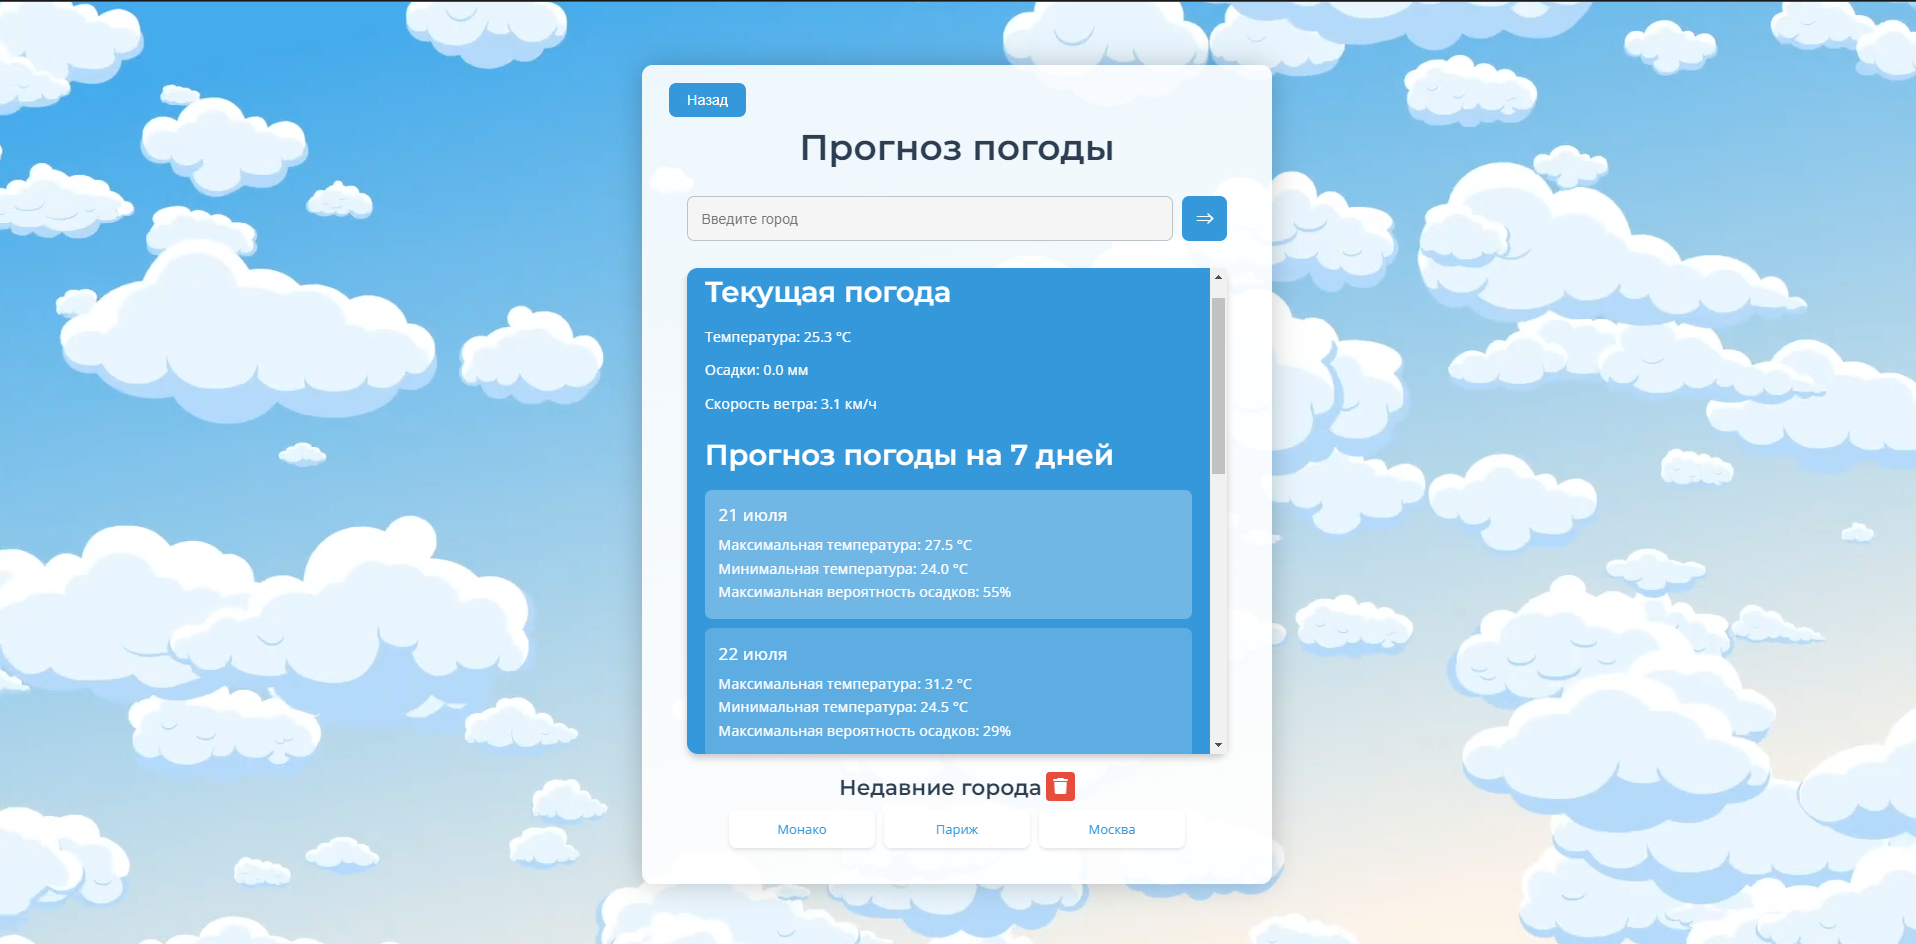 Назад
Прогноз погоды
Введите город
⇒
Текущая погода
Температура: 25.3 °C
Осадки: 0.0 мм
Скорость ветра: 3.1 км/ч
Прогноз погоды на 7 дней
21 июля
Максимальная температура: 27.5 °C
Минимальная температура: 24.0 °C
Максимальная вероятность осадков: 55%
22 июля
Максимальная температура: 31.2 °C
Минимальная температура: 24.5 °C
Максимальная вероятность осадков: 29%
Недавние города
Монако
Париж
Москва